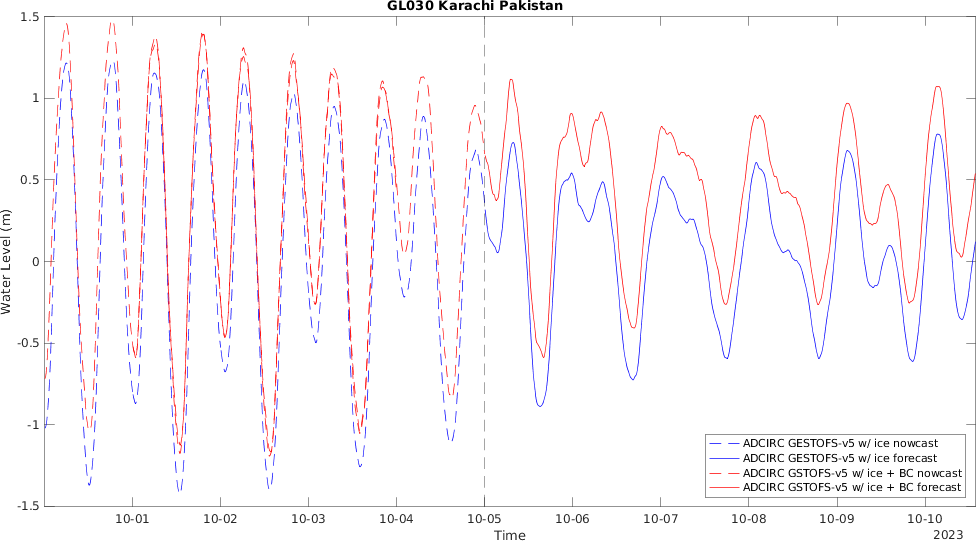 GL030 Karachi Pakistan
1.5
1
0.5
0
-0.5
-1
-1.5
Water Level (m)
10-01 10-02 10-03 10-04 10-05 10-06 10-07 10-08 10-09 10-10
Time
2023
ADCIRC GESTOFS-v5 w/ ice nowcast
ADCIRC GESTOFS-v5 w/ ice forecast
ADCIRC GSTOFS-v5 w/ ice + BC nowcast
ADCIRC GSTOFS-v5 w/ ice + BC forecast